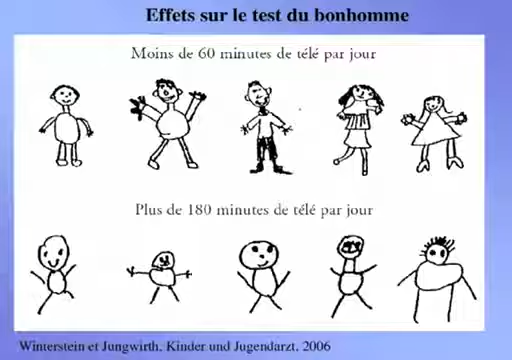 Effets sur le test du bonhomme
Moins de 60 minutes de télé par jour
Plus de 180 minutes de télé par jour
Winterstein et Jungwirth, Kinder und Jugendarzt, 2006